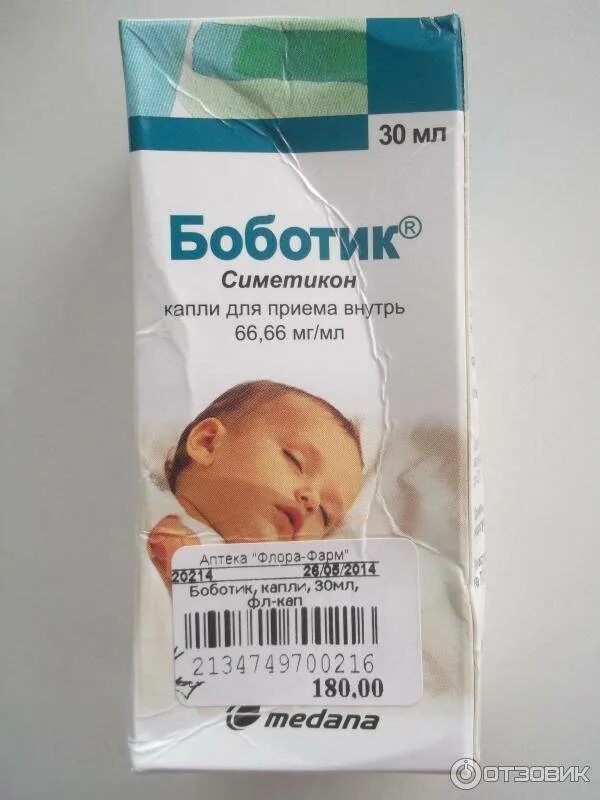 30 мл
Боботик®
Симетикон
капли для приема внутрь
66,66 мг/мл
Аптека "Флора-Фарм"
20214 26/05/2014
Боботик, капли, 30мл,
фл-кап
2134749700216
180.00
medana
ОТЗОВИК